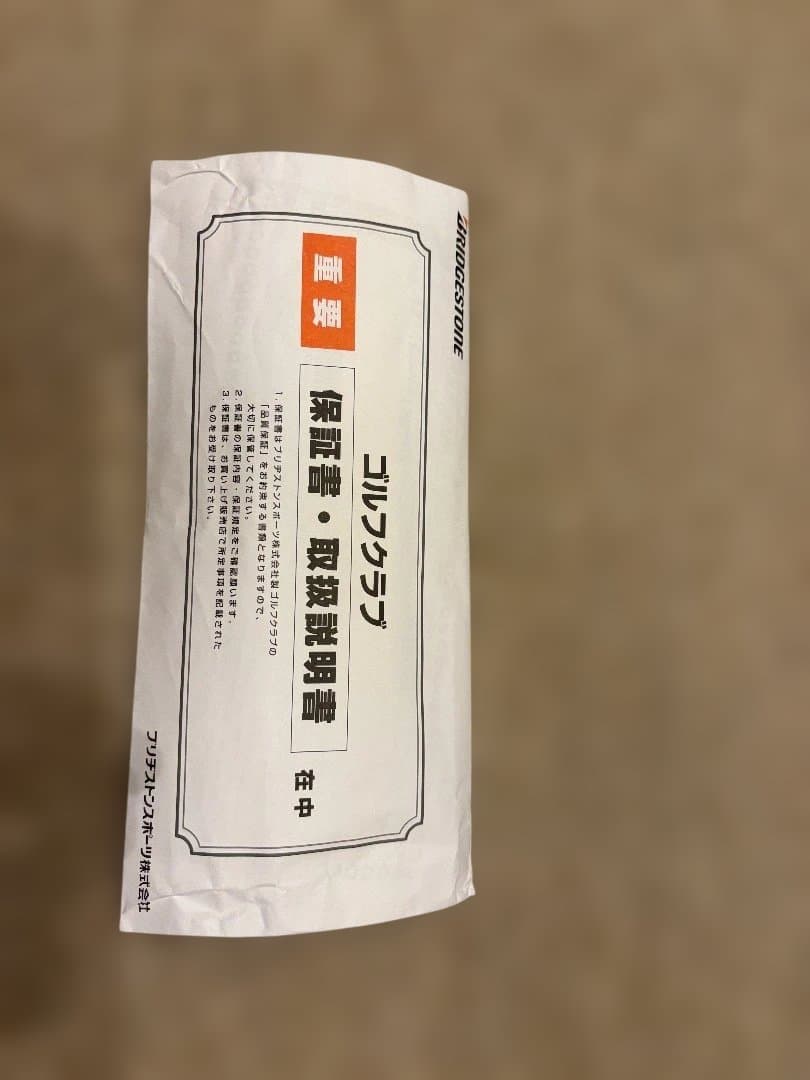 BRIDGESTONE
ゴルフクラブ
重要 保証書・取扱説明書 在中
1. 保証書はブリヂストンスポーツ株式会社製ゴルフクラブの
「品質保証」をお約束する書類となりますので、
大切に保管してください。
2. 保証書の保証内容・保証規定をご確認願います。
3. 保証書は、お買い上げ販売店で所定事項を記載された
ものをお受け取り下さい。
ブリヂストンスポーツ株式会社